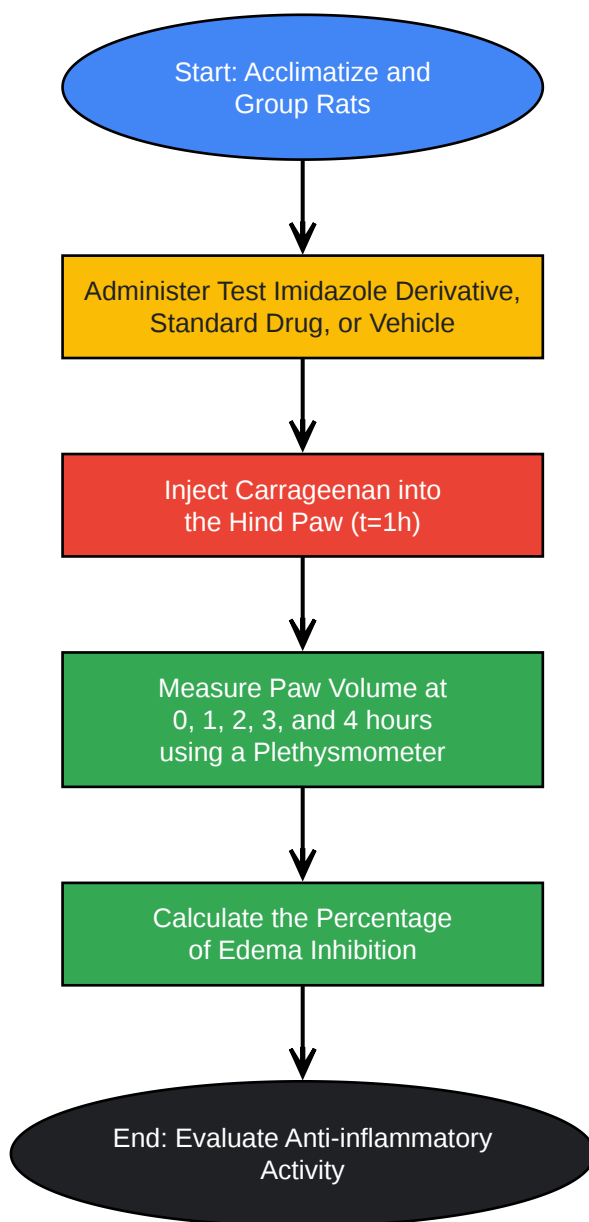 Start: Acclimatize and
Group Rats
Administer Test Imidazole Derivative,
Standard Drug, or Vehicle
Inject Carrageenan into
the Hind Paw (t=1h)
Measure Paw Volume at
0, 1, 2, 3, and 4 hours
using a Plethysmometer
Calculate the Percentage
of Edema Inhibition
End: Evaluate Anti-inflammatory
Activity